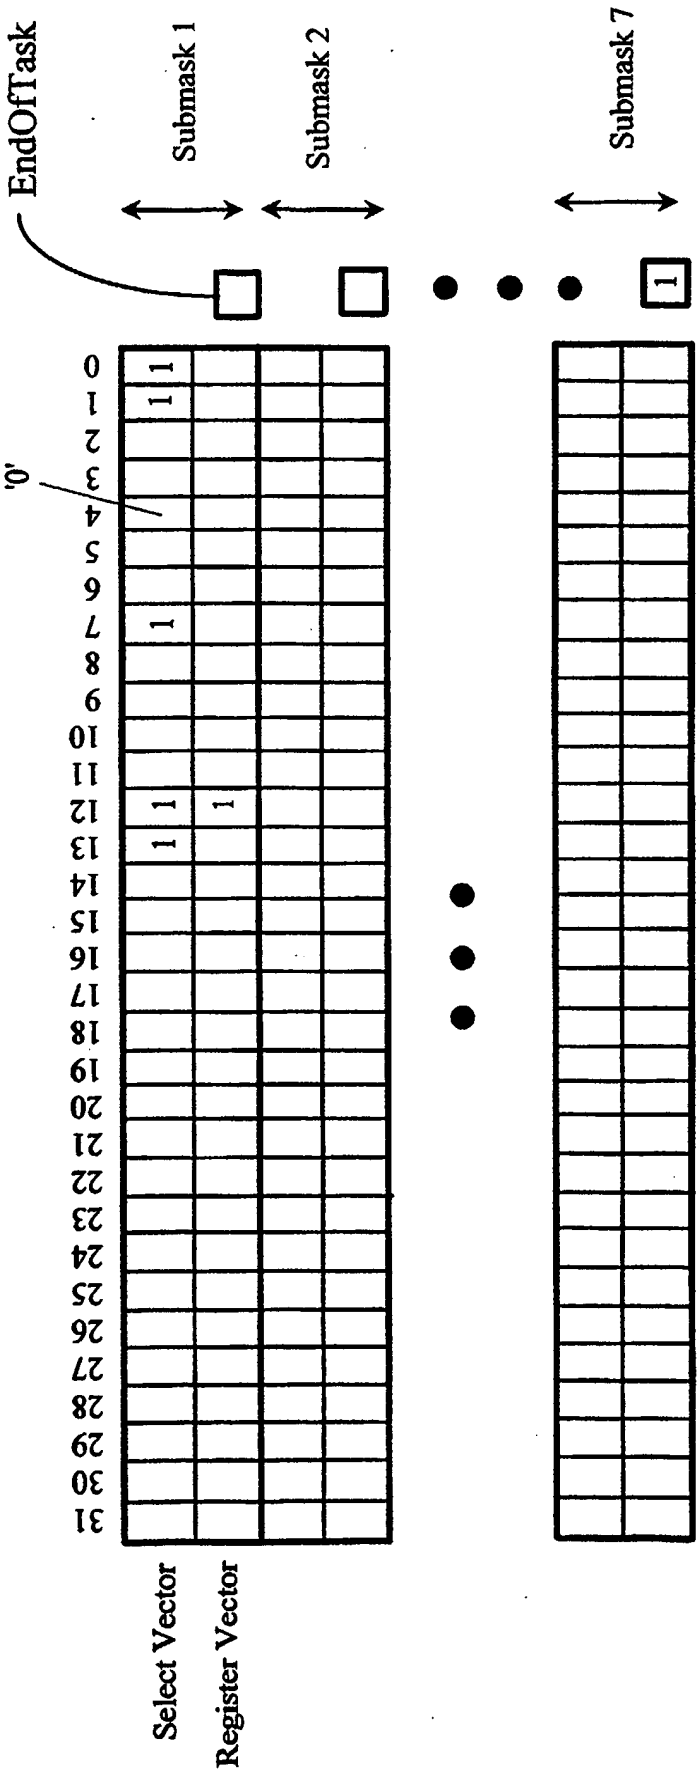 EndOfTask
'0'
31 30 29 28 27 26 25 24 23 22 21 20 19 18 17 16 15 14 13 12 11 10 9 8 7 6 5 4 3 2 1 0
Select Vector 1 1 1 1 1
Submask 1
Register Vector 1
Submask 2
1
Submask 7